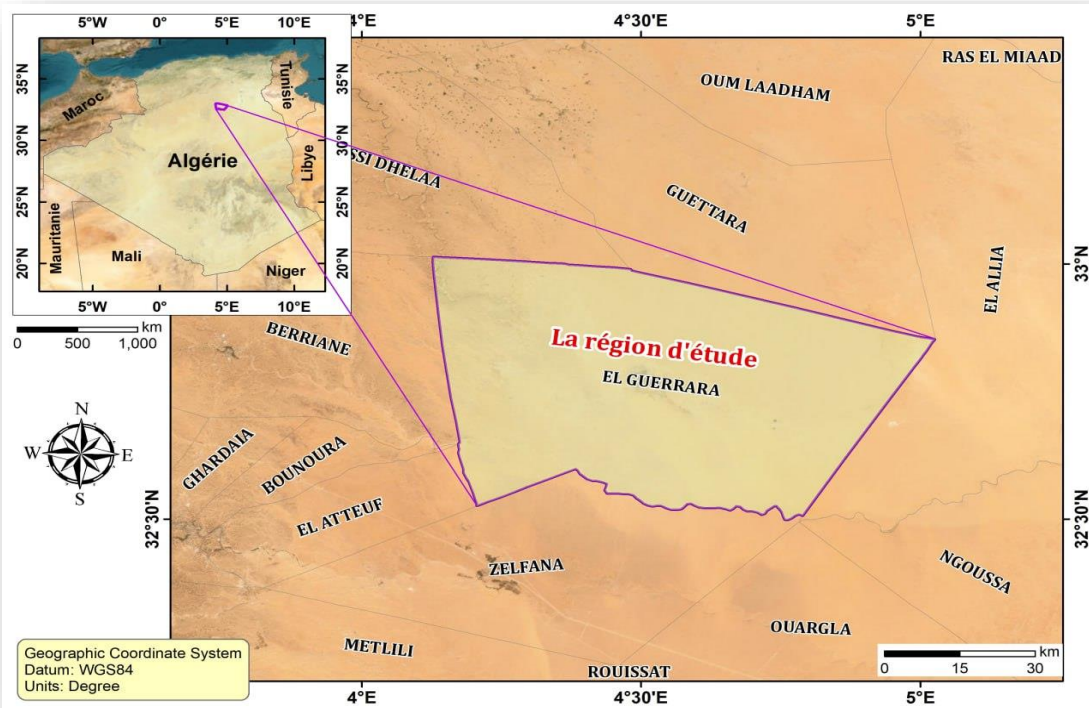 5°W 0° 5°E 10°E
4°0'E 4°30'E 5°E
RAS EL MIAAD
OUM LAADHAM
35°N
30°N
25°N
20°N
35°N
30°N
25°N
20°N
Maroc
Tunisie
Algérie
Libye
Mauritanie
Mali
Niger
5°W 0° 5°E 10°E
SSI DHELAA
GUETTARA
33°N
EL ALLIA
km
0 500 1,000
BERRIANE
La région d'étude
EL GUERRARA
N
W E
S
GHARDAIA
BOUNOURA
EL ATTEUF
32°30'N
32°30'N
ZELFANA
NGOUSSA
OUARGLA
METLILI
ROUISSAT
Geographic Coordinate System
Datum: WGS84
Units: Degree
km
0 15 30
4°E 4°30'E 5°E